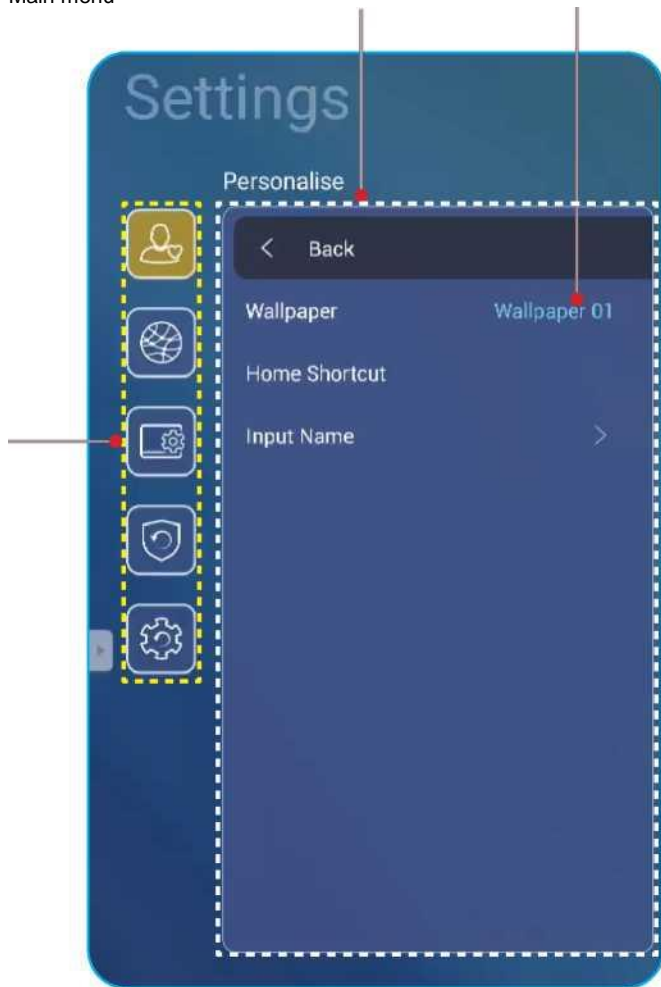 Main menu
Settings
Personalise
< Back
Wallpaper Wallpaper 01
Home Shortcut
Input Name >